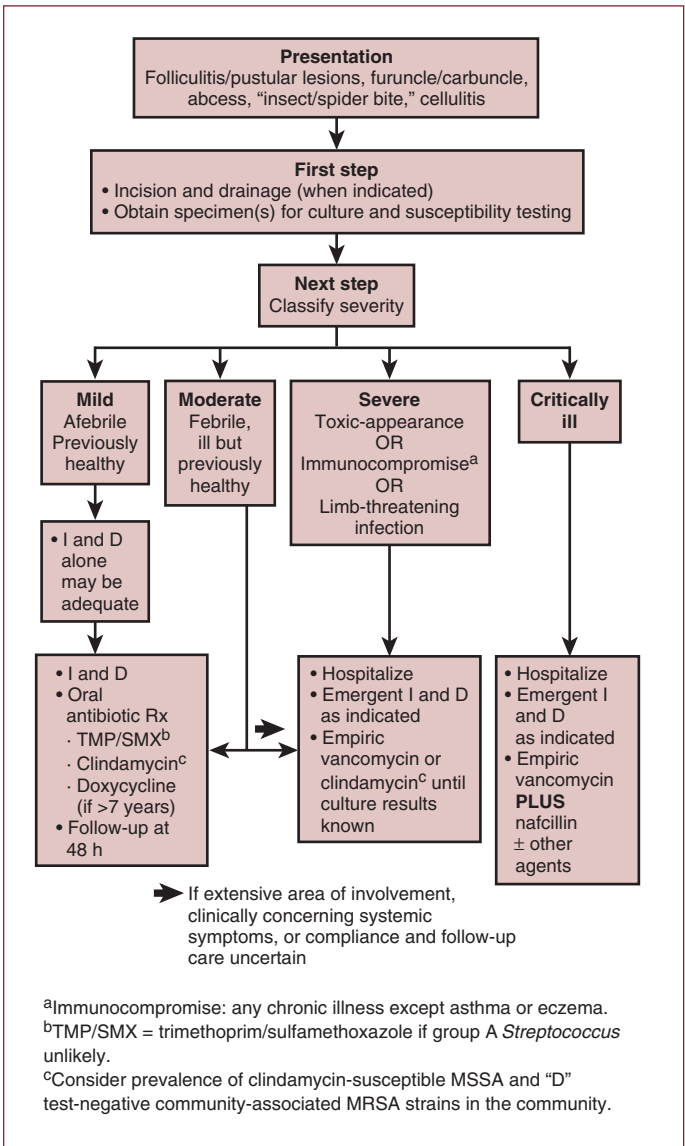 Presentation
Folliculitis/pustular lesions, furuncle/carbuncle,
abcess, “insect/spider bite,” cellulitis
First step
• Incision and drainage (when indicated)
• Obtain specimen(s) for culture and susceptibility testing
Next step
Classify severity
Mild
Afebrile
Previously
healthy
Moderate
Febrile,
ill but
previously
healthy
Severe
Toxic-appearance
OR
Immunocompromiseᵃ
OR
Limb-threatening
infection
Critically
ill
• I and D
alone
may be
adequate
• I and D
• Oral
antibiotic Rx
· TMP/SMXᵇ
· Clindamycinᶜ
· Doxycycline
(if >7 years)
• Follow-up at
48 h
• Hospitalize
• Emergent I and D
as indicated
• Empiric
vancomycin or
clindamycinᶜ until
culture results
known
• Hospitalize
• Emergent I
and D
as indicated
• Empiric
vancomycin
PLUS
nafcillin
± other
agents
If extensive area of involvement,
clinically concerning systemic
symptoms, or compliance and follow-up
care uncertain
ᵃImmunocompromise: any chronic illness except asthma or eczema.
ᵇTMP/SMX = trimethoprim/sulfamethoxazole if group A Streptococcus
unlikely.
ᶜConsider prevalence of clindamycin-susceptible MSSA and “D”
test-negative community-associated MRSA strains in the community.